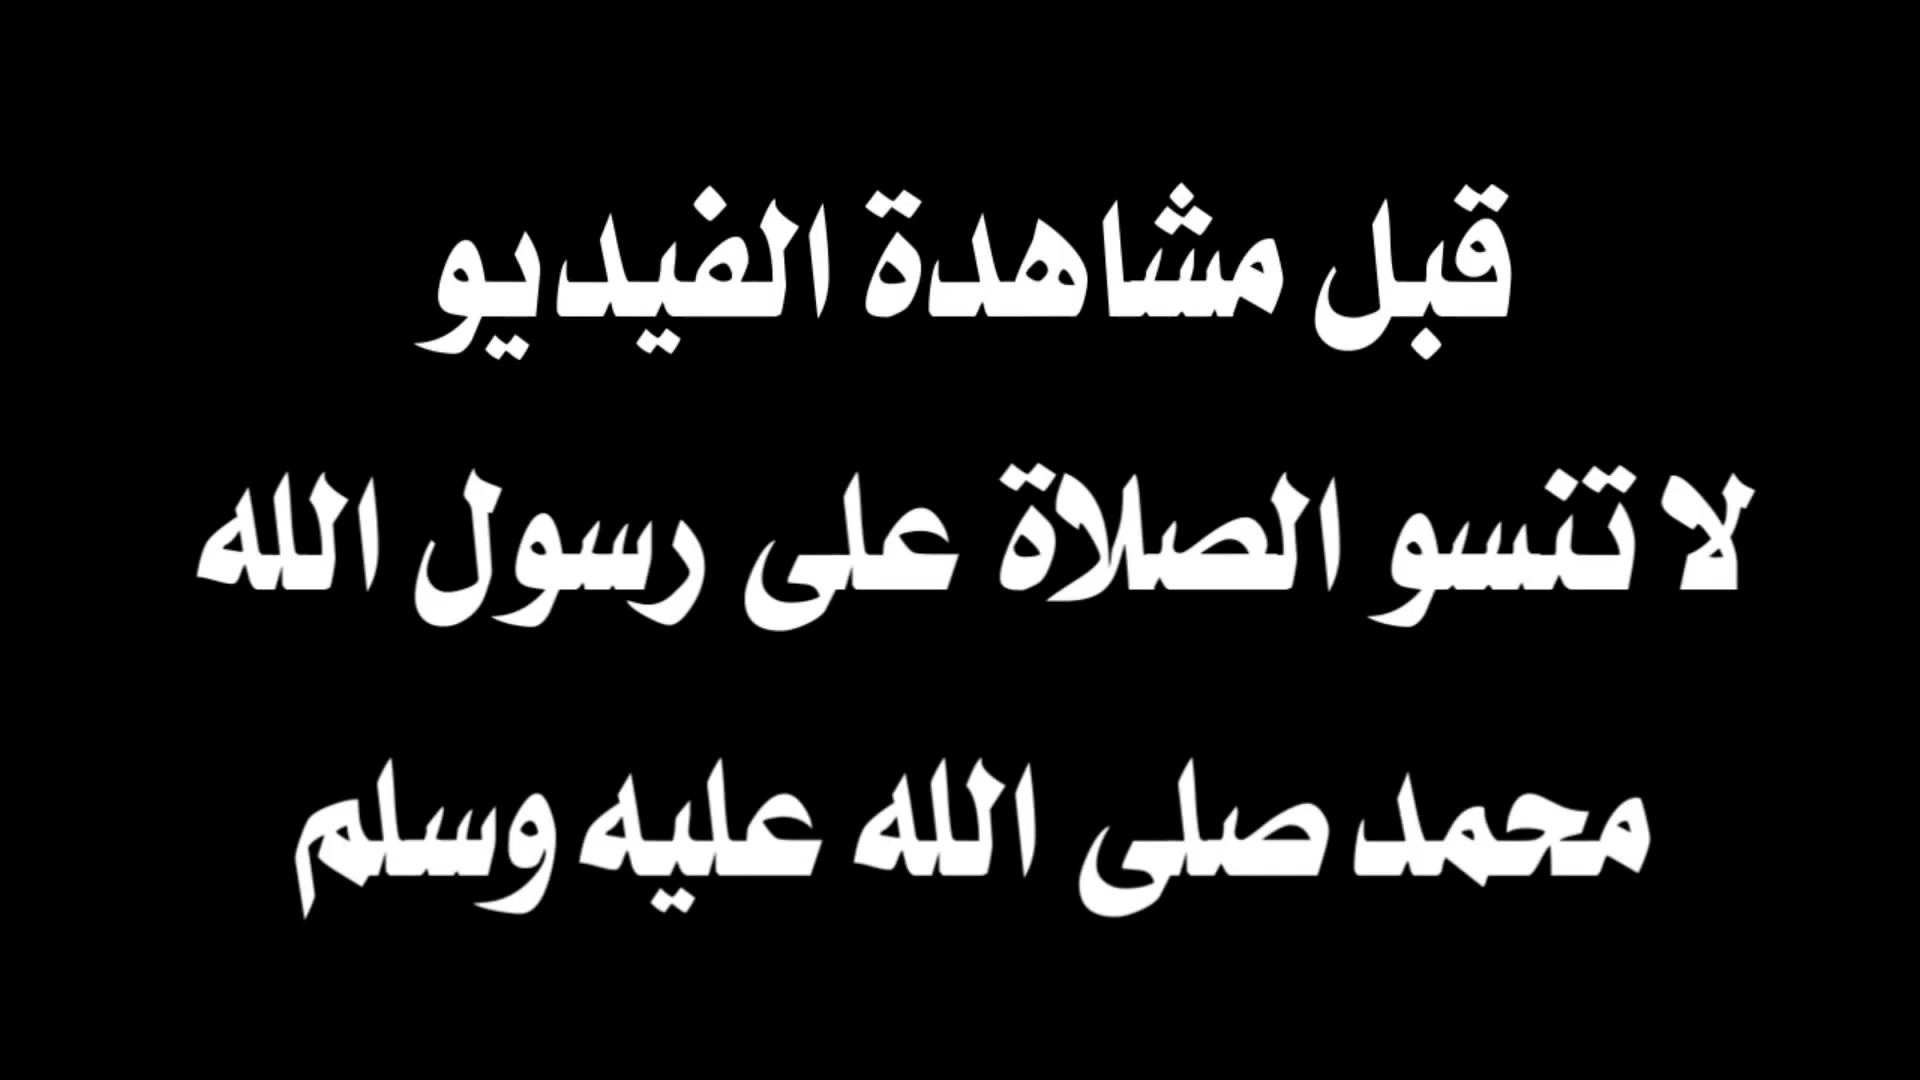 قبل مشاهدة الفيديو
لا تنسو الصلاة على رسول الله
محمد صلى الله عليه وسلم